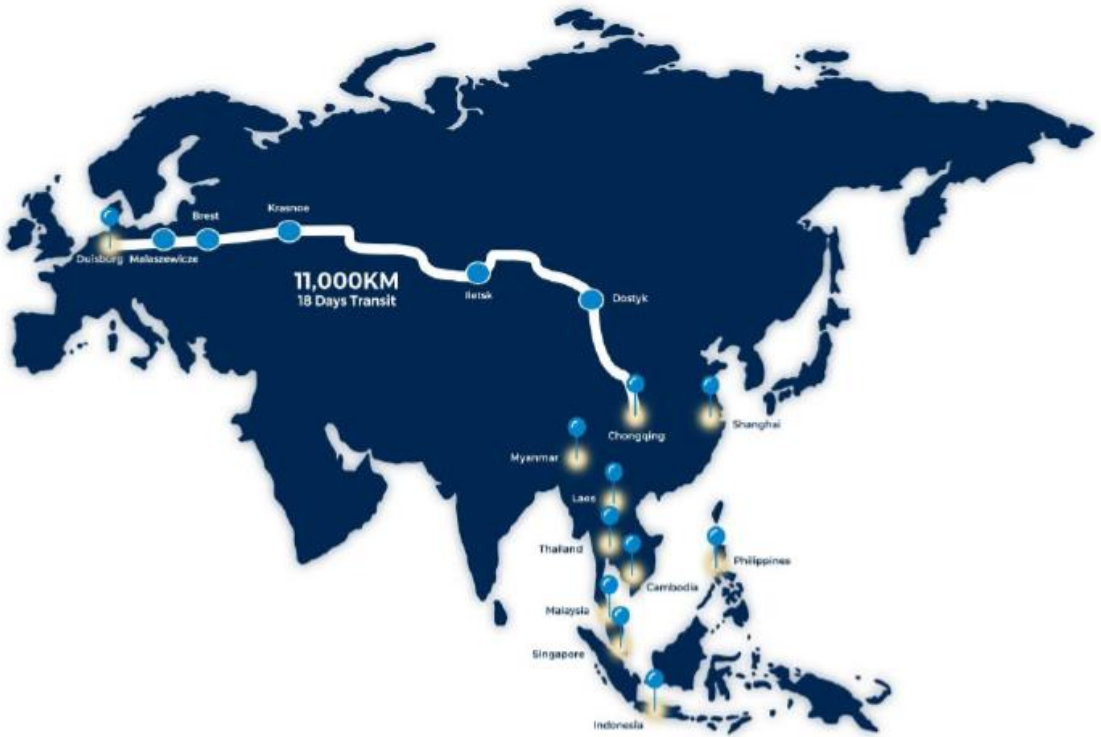 Krasnoe
Brest
Duisburg
Malaszewicze
11,000KM
18 Days Transit
Iletsk
Dostyk
Chongqing
Shanghai
Myanmar
Laos
Thailand
Philippines
Cambodia
Malaysia
Singapore
Indonesia